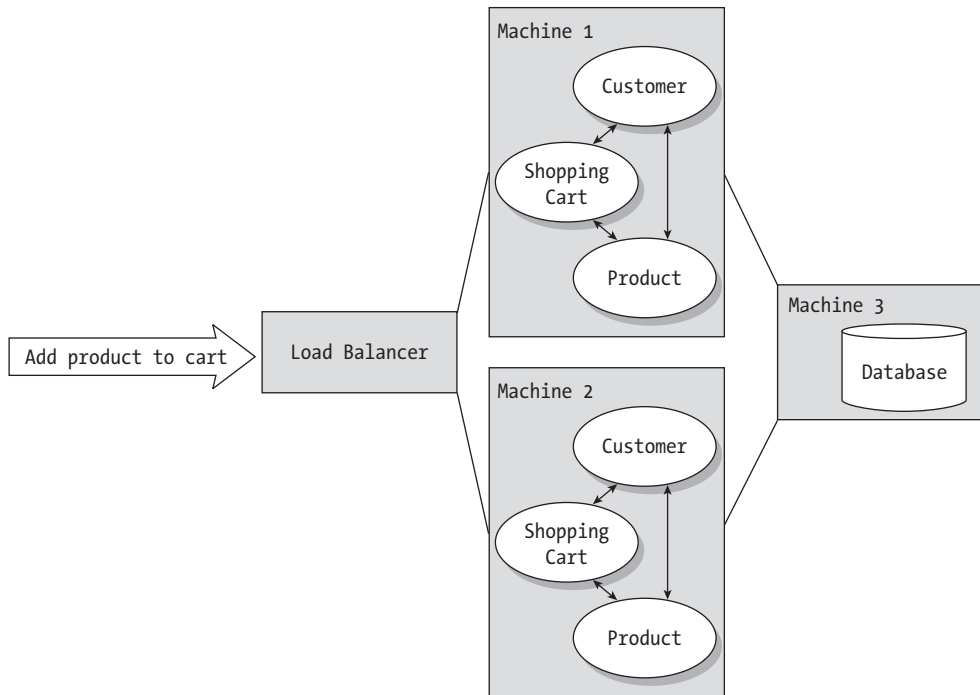 Add product to cart
Load Balancer
Machine 1
Customer
Shopping
Cart
Product
Machine 2
Customer
Shopping
Cart
Product
Machine 3
Database